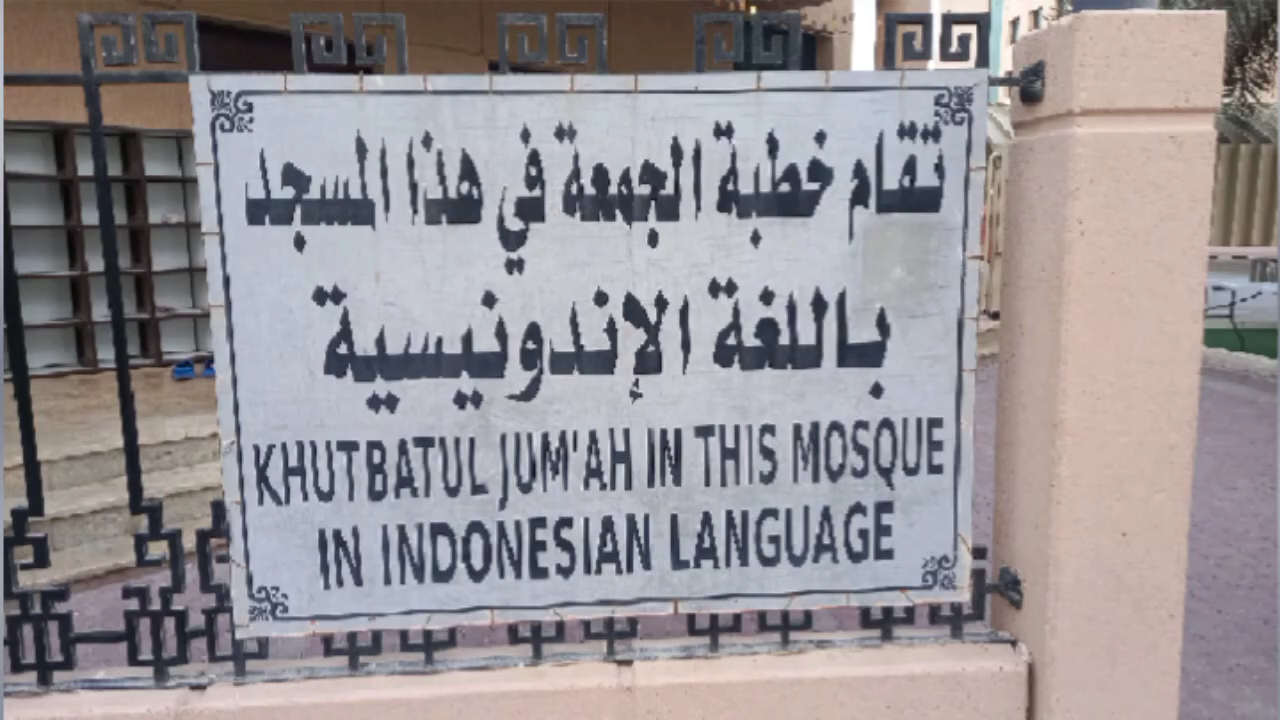 تقام خطبة الجمعة في هذا المسجد
باللغة الإندونيسية
KHUTBATUL JUM'AH IN THIS MOSQUE
IN INDONESIAN LANGUAGE